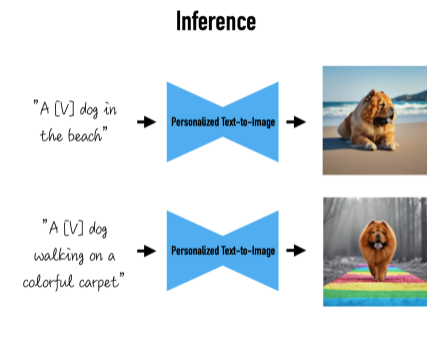 Inference
"A [V] dog in
the beach"
Personalized Text-to-Image
"A [V] dog
walking on a
colorful carpet"
Personalized Text-to-Image